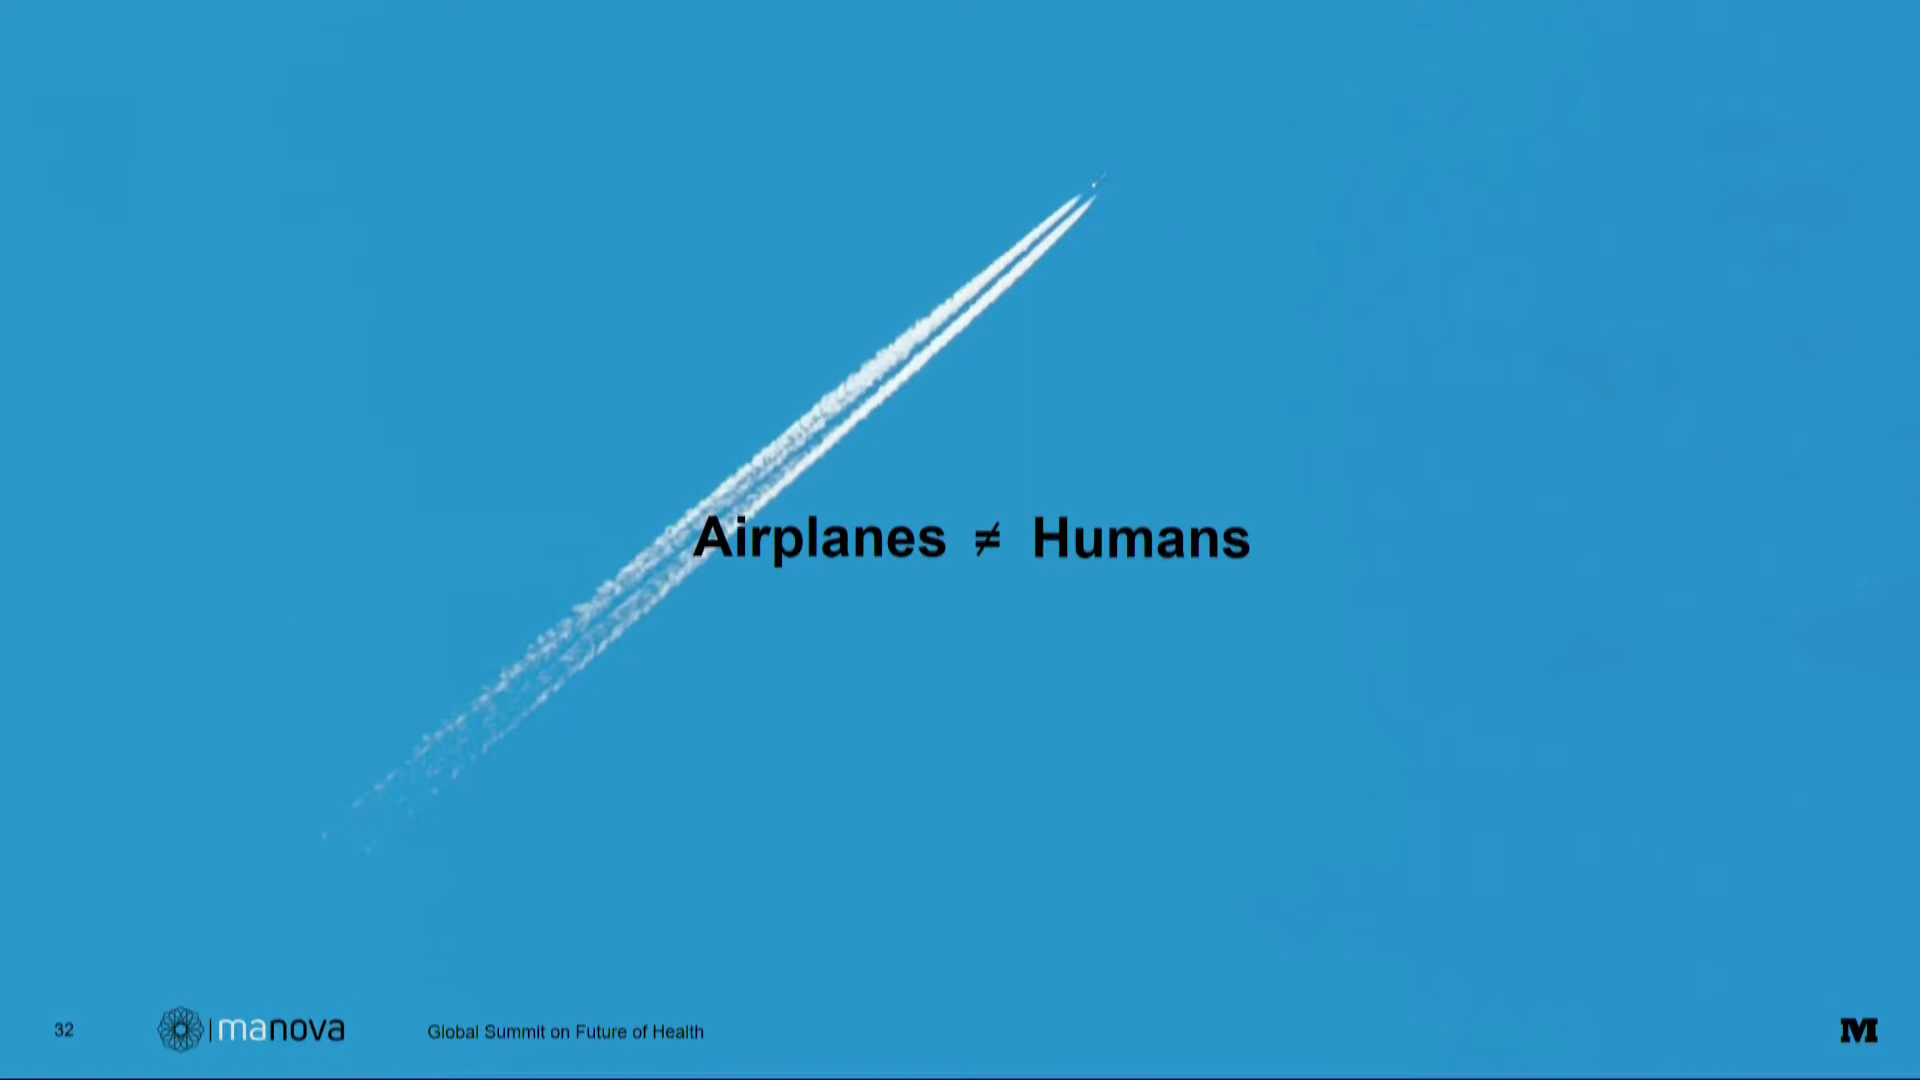 Airplanes ≠ Humans
32
manova
Global Summit on Future of Health
M